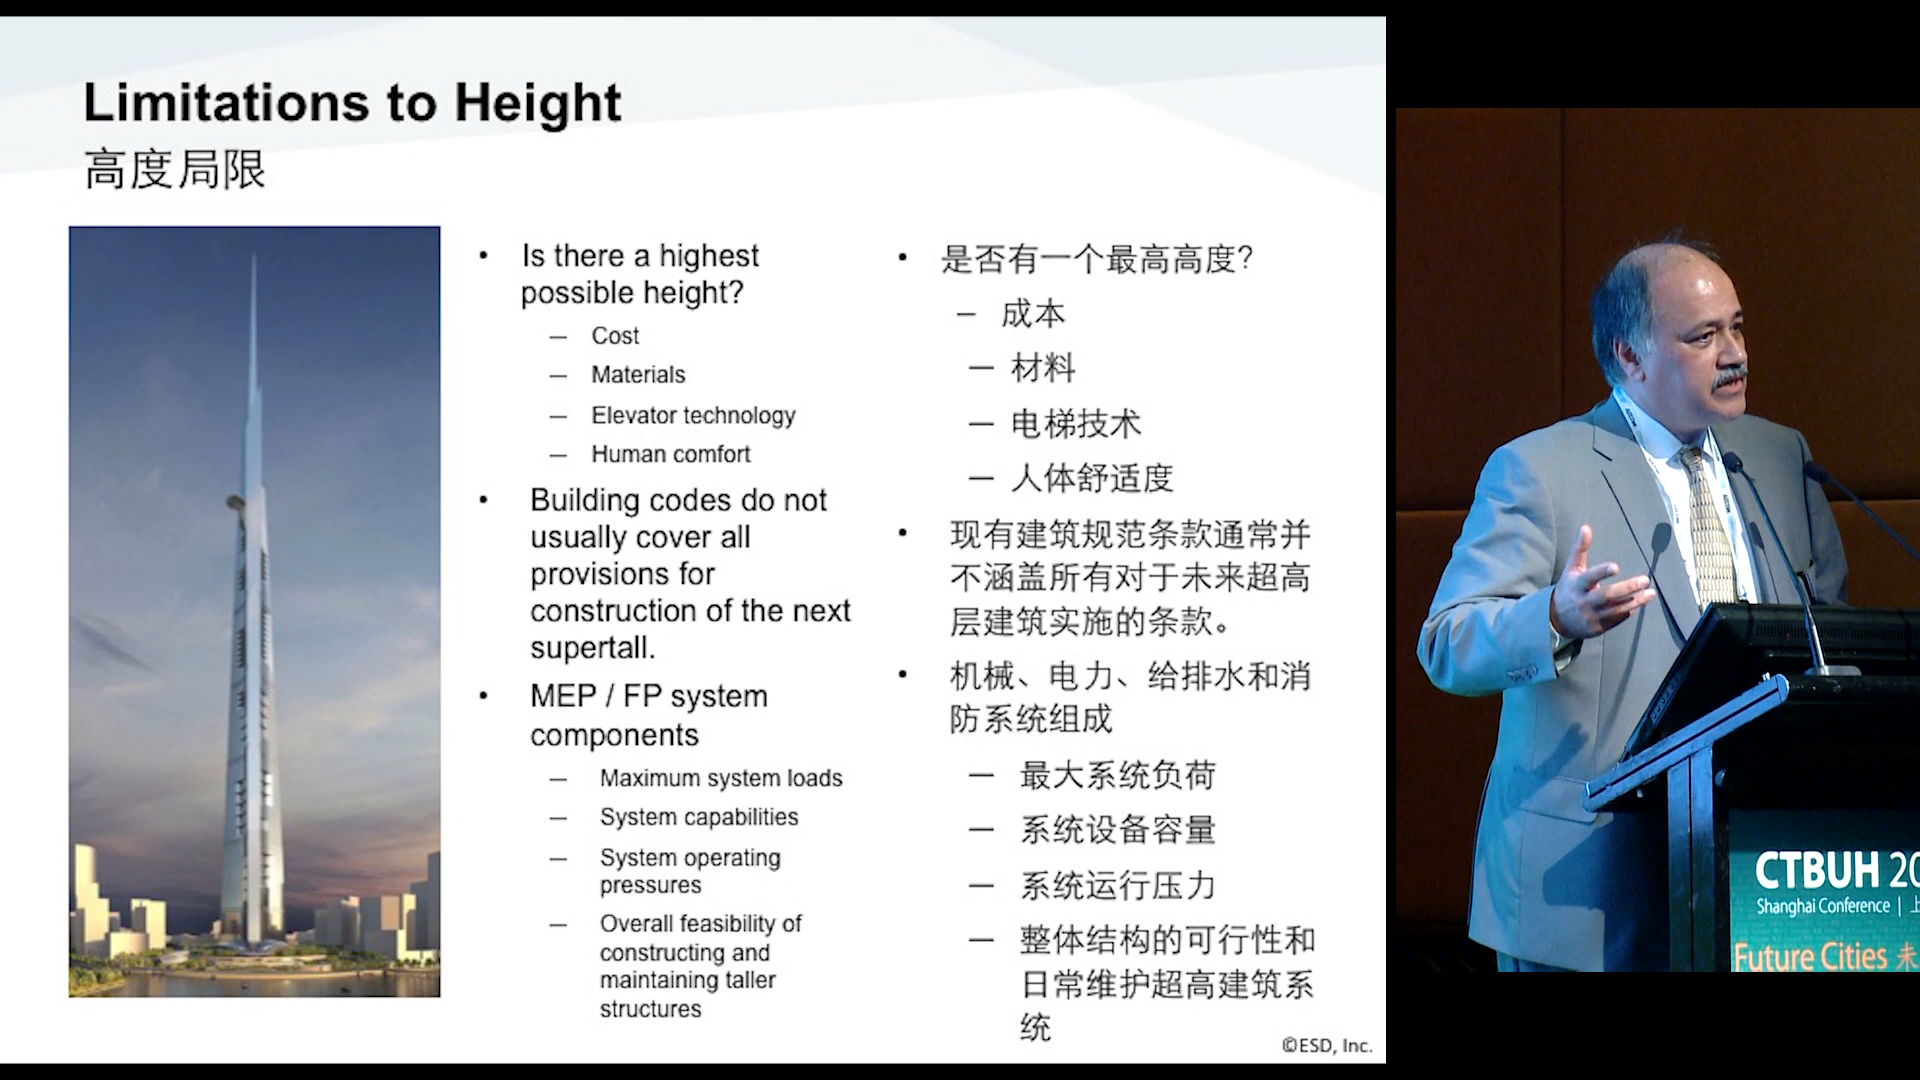 Limitations to Height
高度局限
• Is there a highest
possible height?
— Cost
— Materials
— Elevator technology
— Human comfort
• Building codes do not
usually cover all
provisions for
construction of the next
supertall.
• MEP / FP system
components
— Maximum system loads
— System capabilities
— System operating
pressures
— Overall feasibility of
constructing and
maintaining taller
structures
• 是否有一个最高高度?
— 成本
— 材料
— 电梯技术
— 人体舒适度
• 现有建筑规范条款通常并
不涵盖所有对于未来超高
层建筑实施的条款。
• 机械、电力、给排水和消
防系统组成
— 最大系统负荷
— 系统设备容量
— 系统运行压力
— 整体结构的可行性和
日常维护超高建筑系
统
©ESD, Inc.
CTBUH 20
Shanghai Conference | 上
Future Cities 未